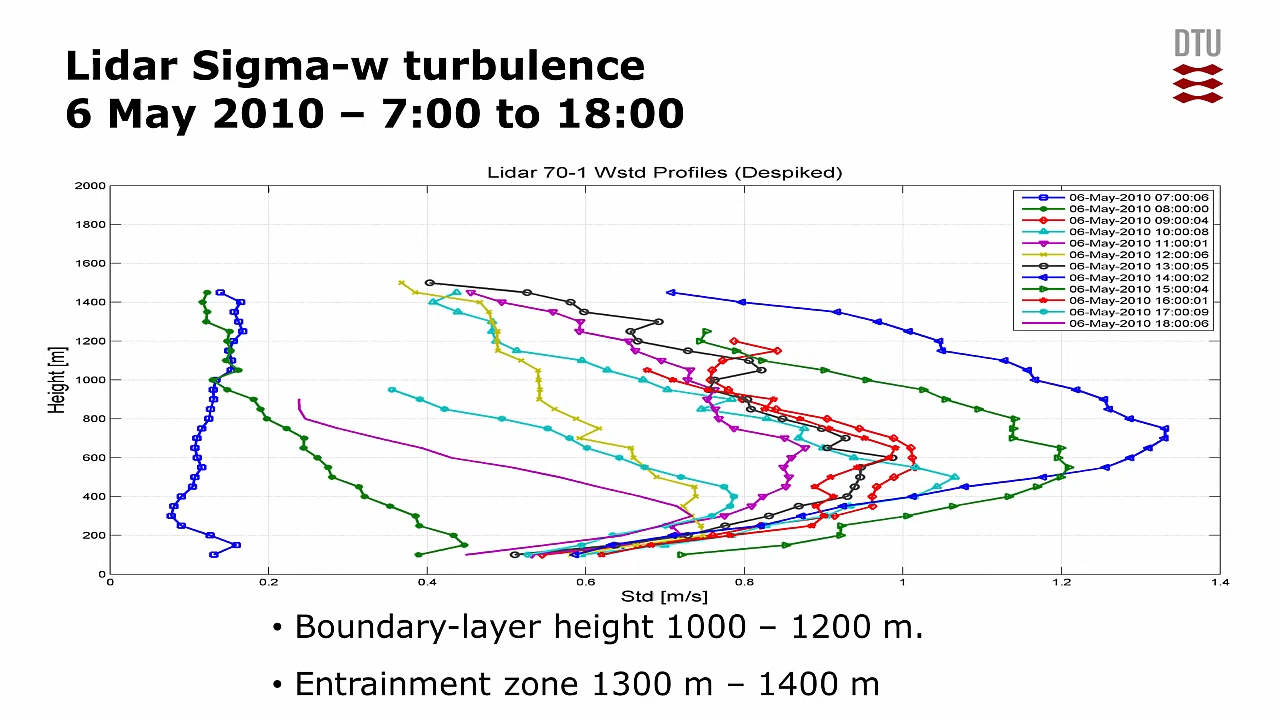 Lidar Sigma-w turbulence
6 May 2010 – 7:00 to 18:00
DTU
Lidar 70-1 Wstd Profiles (Despiked)
2000
1800
1600
1400
1200
1000
800
600
400
200
0
Height [m]
06-May-2010 07:00:06
06-May-2010 08:00:00
06-May-2010 09:00:04
06-May-2010 10:00:08
06-May-2010 11:00:01
06-May-2010 12:00:06
06-May-2010 13:00:05
06-May-2010 14:00:02
06-May-2010 15:00:04
06-May-2010 16:00:01
06-May-2010 17:00:09
06-May-2010 18:00:06
0 0.2 0.4 0.6 0.8 1 1.2 1.4
Std [m/s]
• Boundary-layer height 1000 – 1200 m.
• Entrainment zone 1300 m – 1400 m